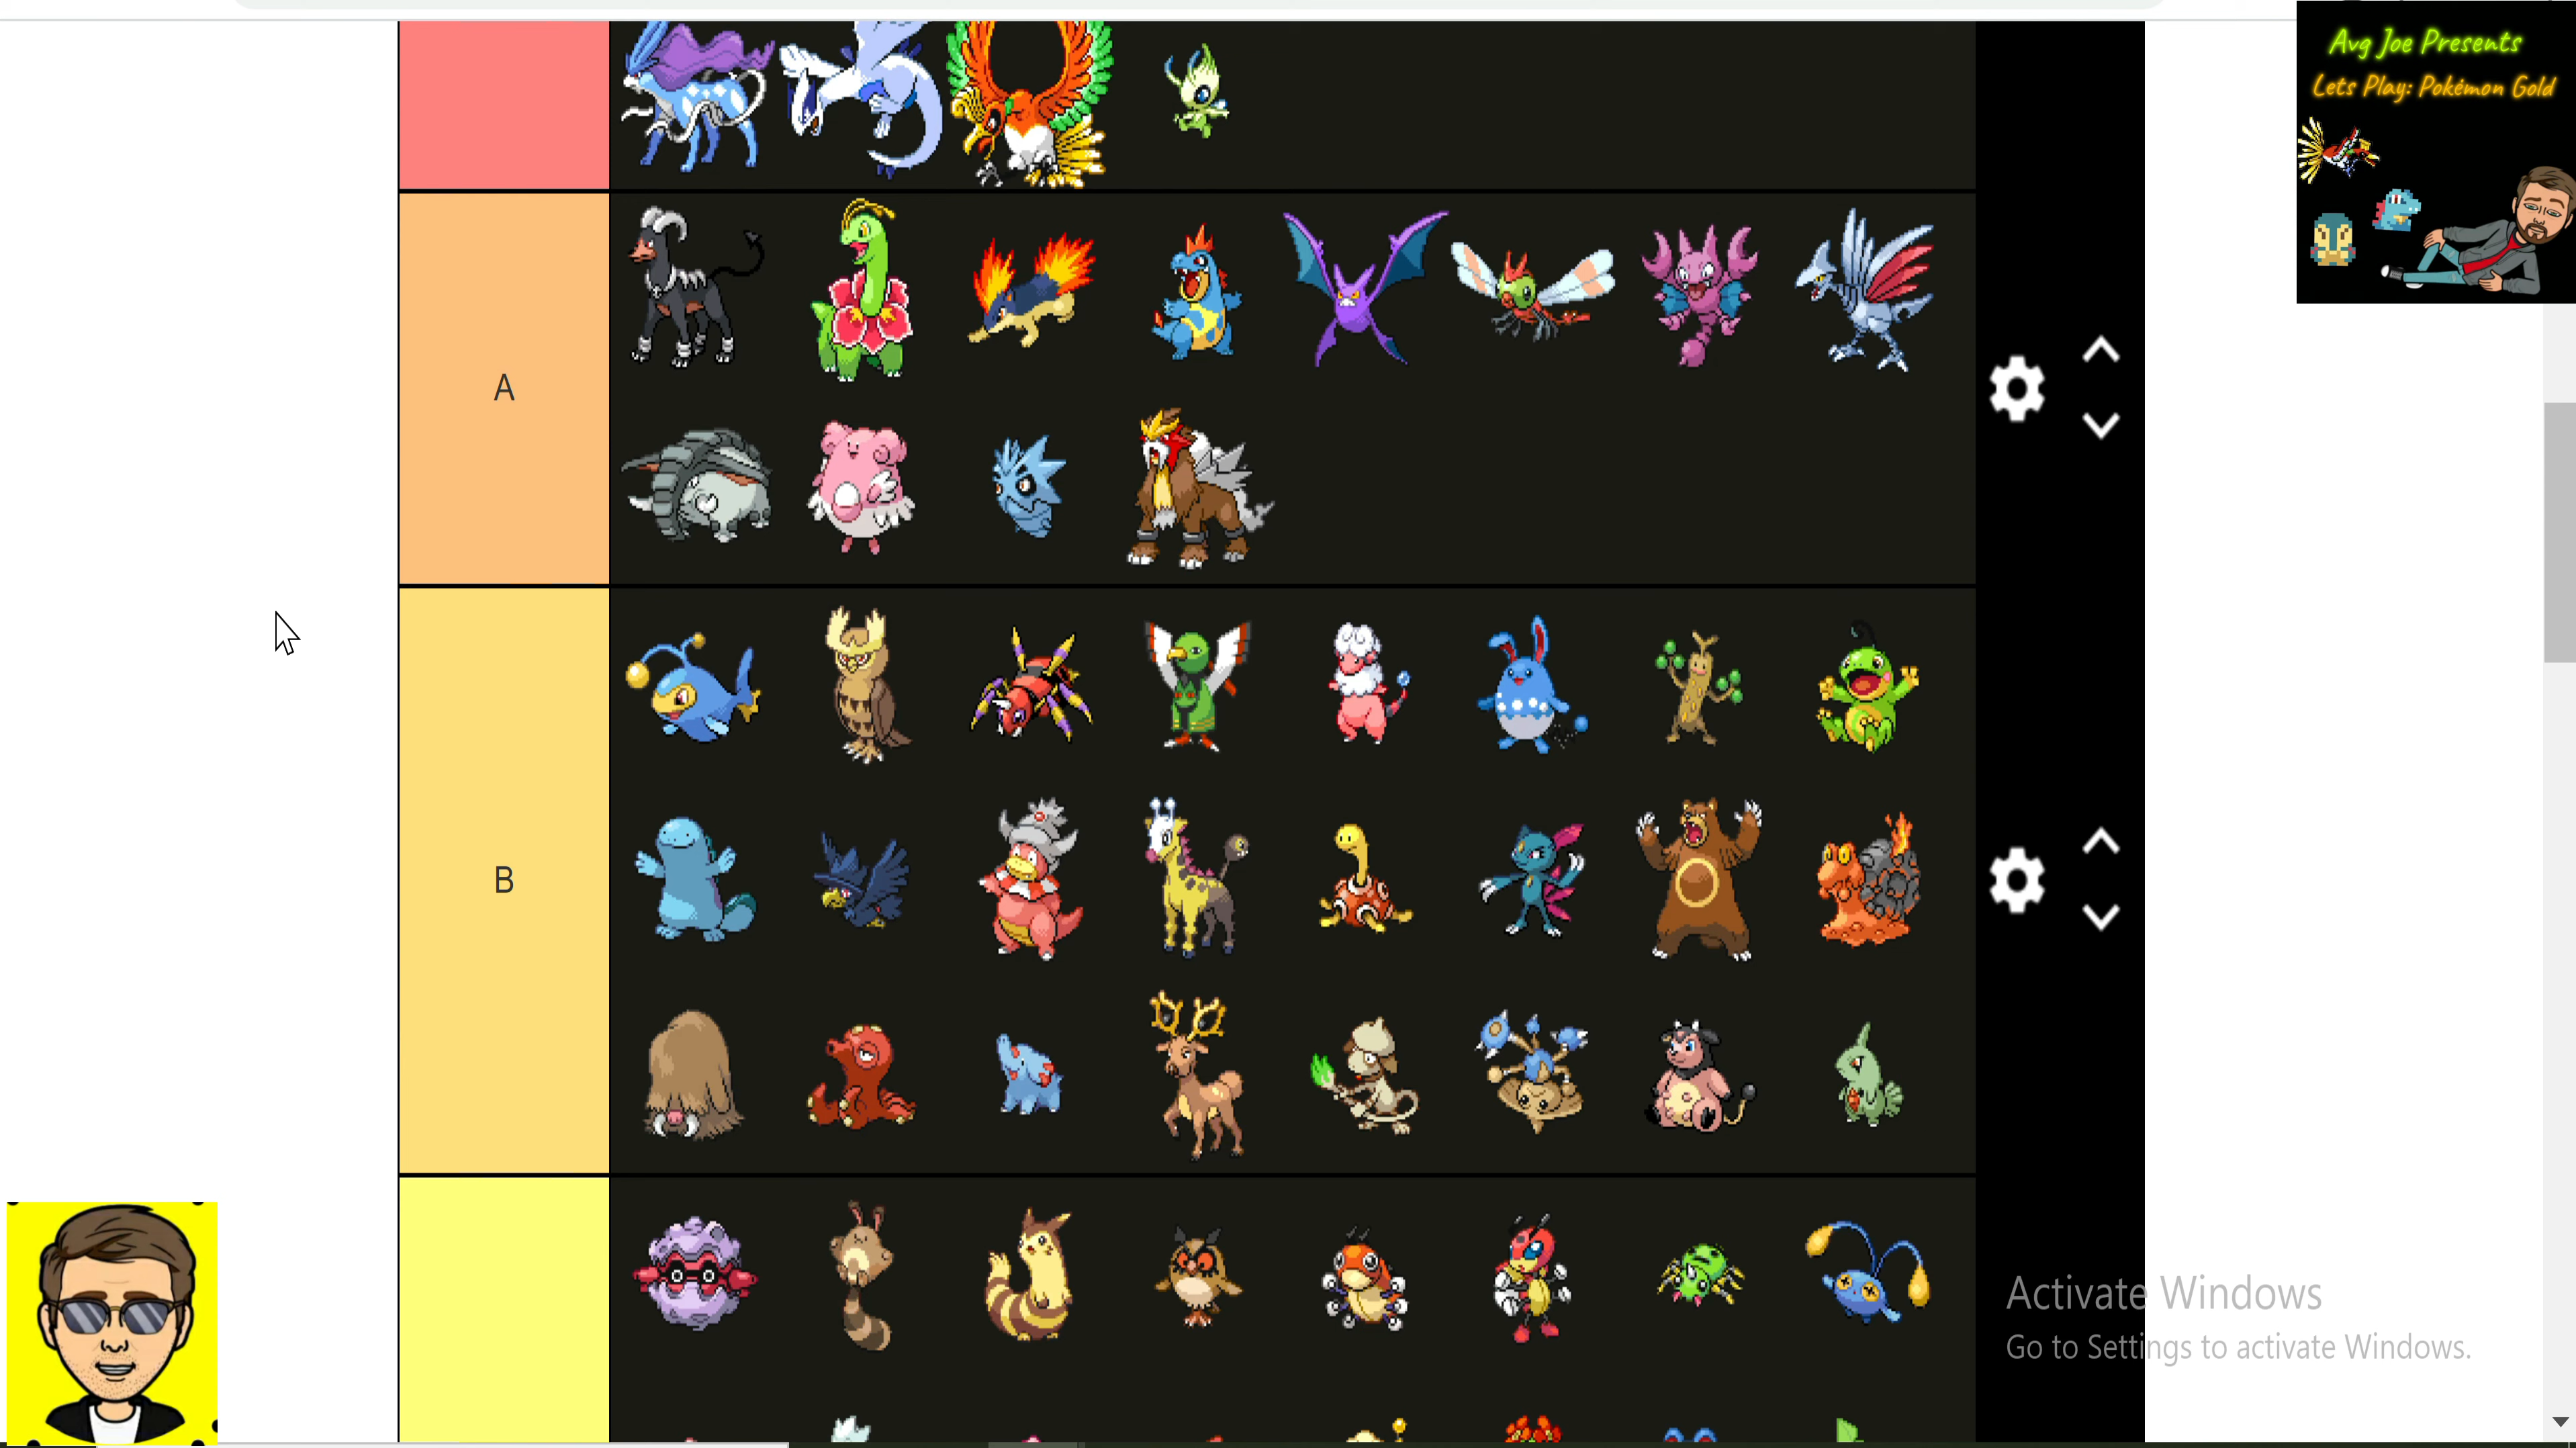 Avg Joe Presents
Lets Play: Pokémon Gold
A
B
Activate Windows
Go to Settings to activate Windows.